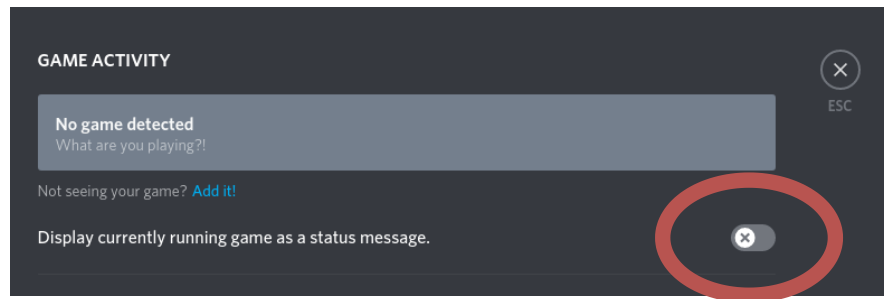 GAME ACTIVITY
ESC
No game detected
What are you playing?!
Not seeing your game? Add it!
Display currently running game as a status message.